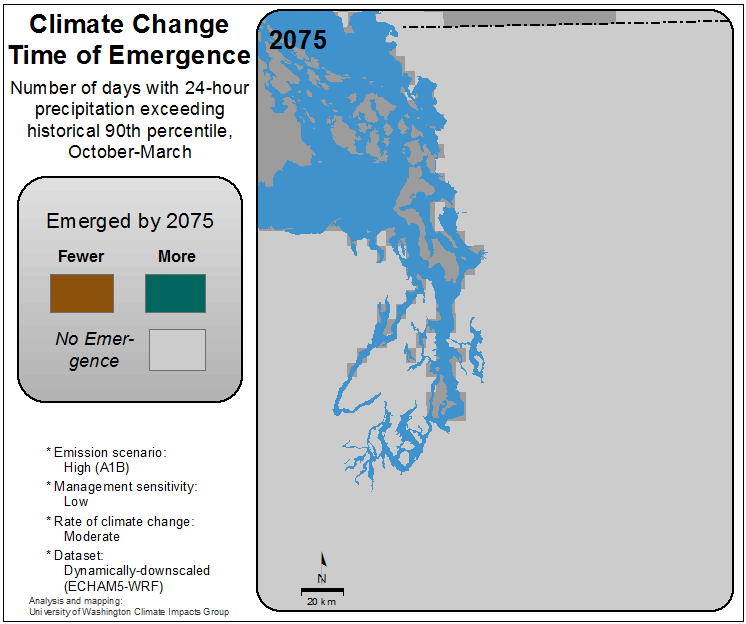 Climate Change
Time of Emergence
Number of days with 24-hour
precipitation exceeding
historical 90th percentile,
October-March
2075
Emerged by 2075
Fewer More
No Emer-
gence
* Emission scenario:
High (A1B)
* Management sensitivity:
Low
* Rate of climate change:
Moderate
* Dataset:
Dynamically-downscaled
(ECHAM5-WRF)
Analysis and mapping:
University of Washington Climate Impacts Group
N
20 km